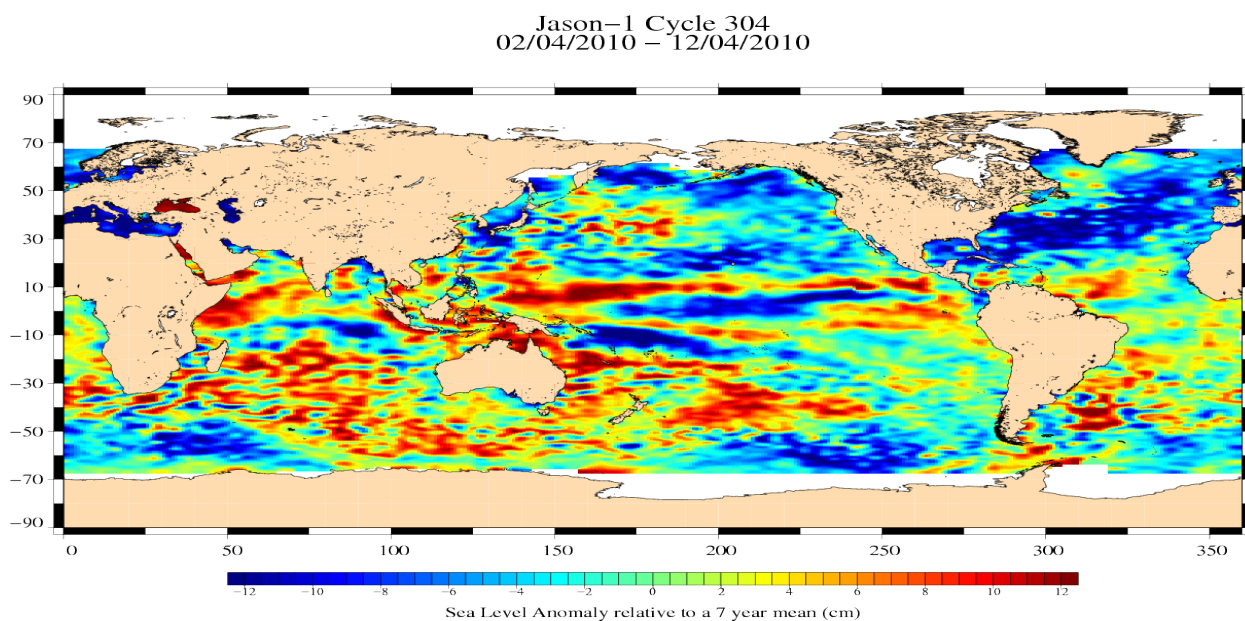 Jason−1 Cycle 304
02/04/2010 − 12/04/2010
90
70
50
30
10
−10
−30
−50
−70
−90
0 50 100 150 200 250 300 350
−12 −10 −8 −6 −4 −2 0 2 4 6 8 10 12
Sea Level Anomaly relative to a 7 year mean (cm)